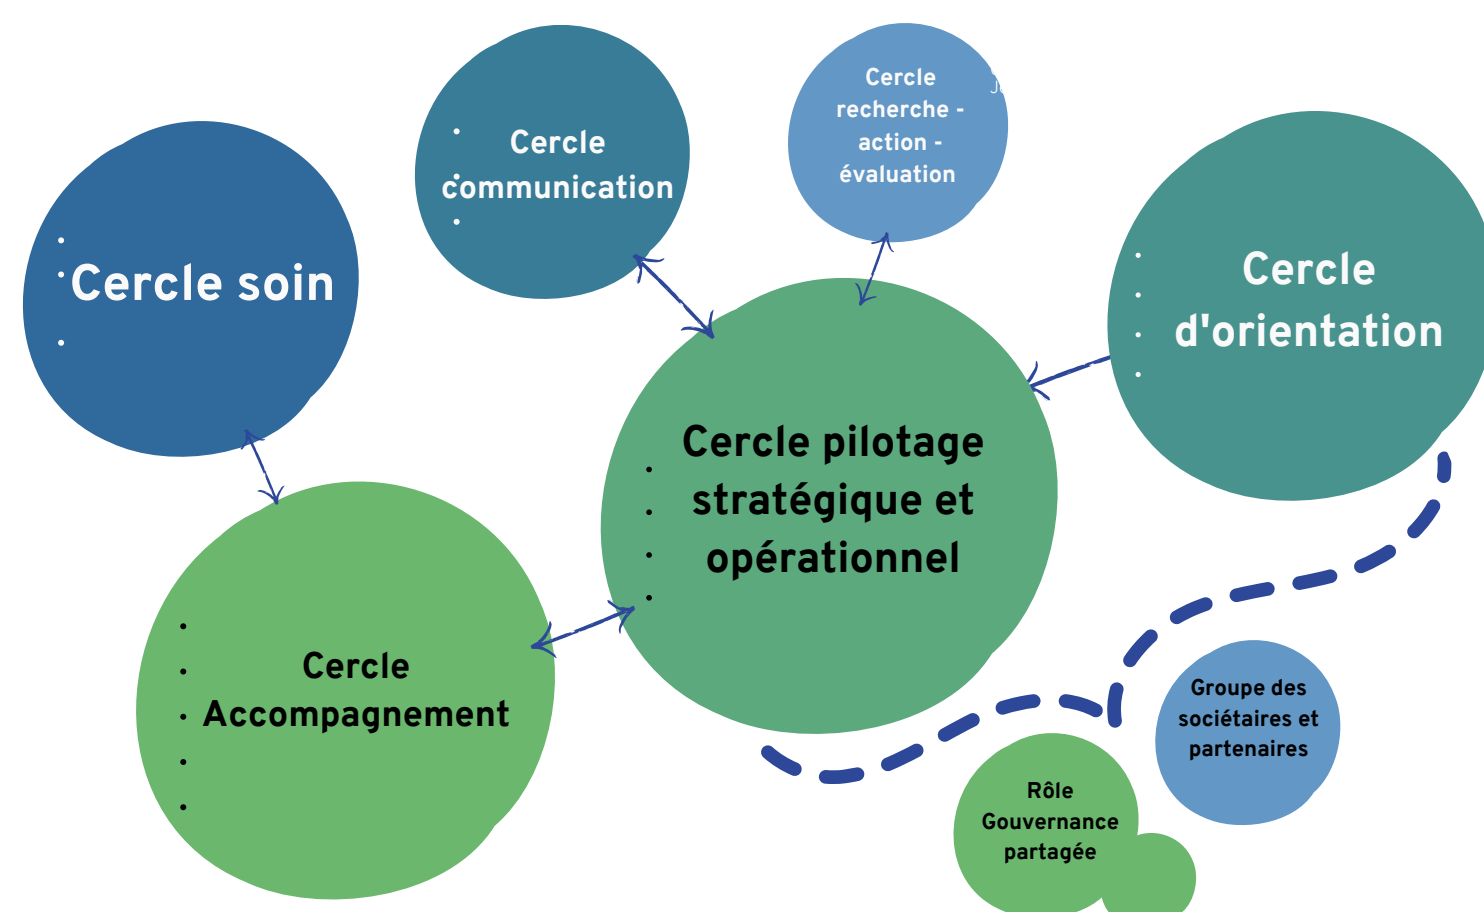 Cercle
recherche -
action -
évaluation
Cercle
communication
Cercle soin
Cercle
d'orientation
Cercle pilotage
stratégique et
opérationnel
Cercle
Accompagnement
Groupe des
sociétaires et
partenaires
Rôle
Gouvernance
partagée